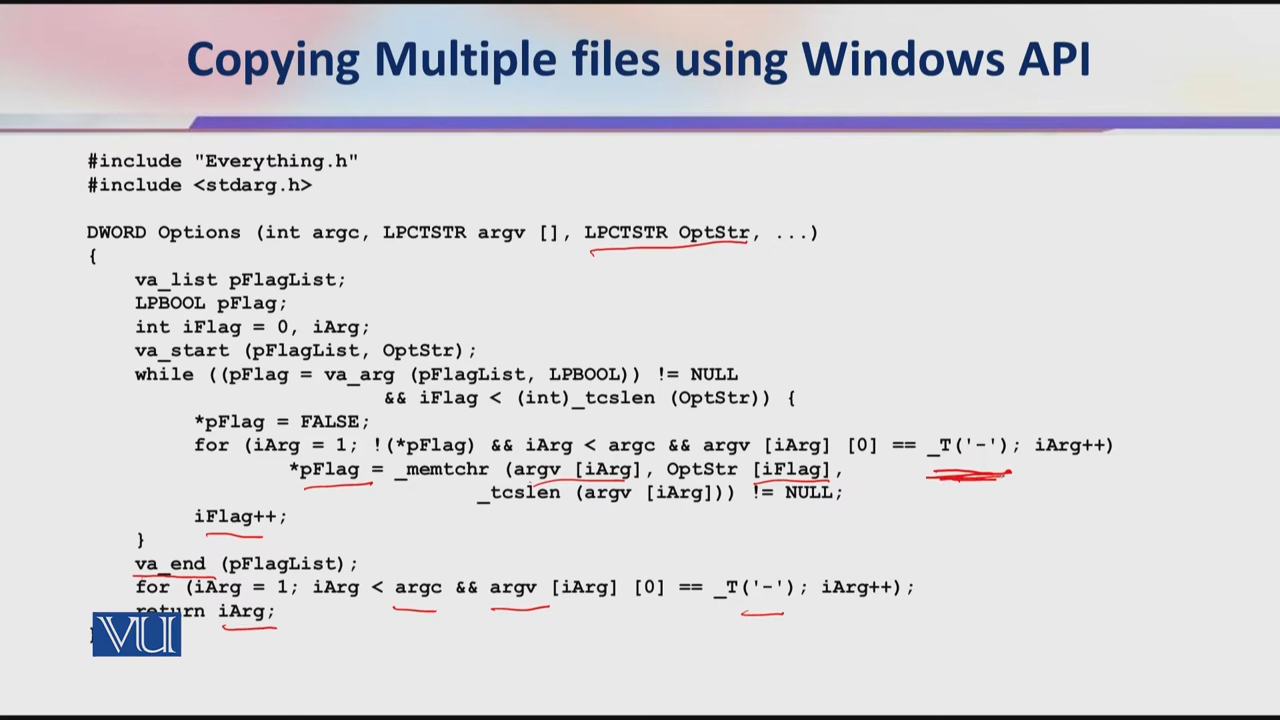 Copying Multiple files using Windows API
#include "Everything.h"
#include <stdarg.h>
DWORD Options (int argc, LPCTSTR argv [], LPCTSTR OptStr, ...)
{
va_list pFlagList;
LPBOOL pFlag;
int iFlag = 0, iArg;
va_start (pFlagList, OptStr);
while ((pFlag = va_arg (pFlagList, LPBOOL)) != NULL
&& iFlag < (int)_tcslen (OptStr)) {
*pFlag = FALSE;
for (iArg = 1; !(*pFlag) && iArg < argc && argv [iArg] [0] == _T('-'); iArg++)
*pFlag = _memtchr (argv [iArg], OptStr [iFlag],
_tcslen (argv [iArg])) != NULL;
iFlag++;
}
va_end (pFlagList);
for (iArg = 1; iArg < argc && argv [iArg] [0] == _T('-'); iArg++);
return iArg;
VU